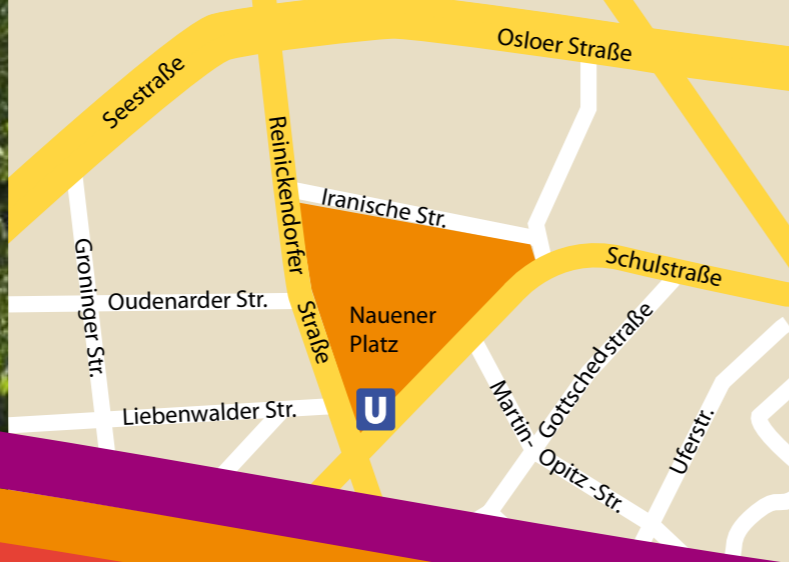 Osloer Straße
Seestraße
Reinickendorfer
Straße
Iranische Str.
Schulstraße
Groninger Str.
Oudenarder Str.
Nauener
Platz
U
Liebenwalder Str.
Martin-
Opitz -Str.
Gottschedstraße
Uferstr.